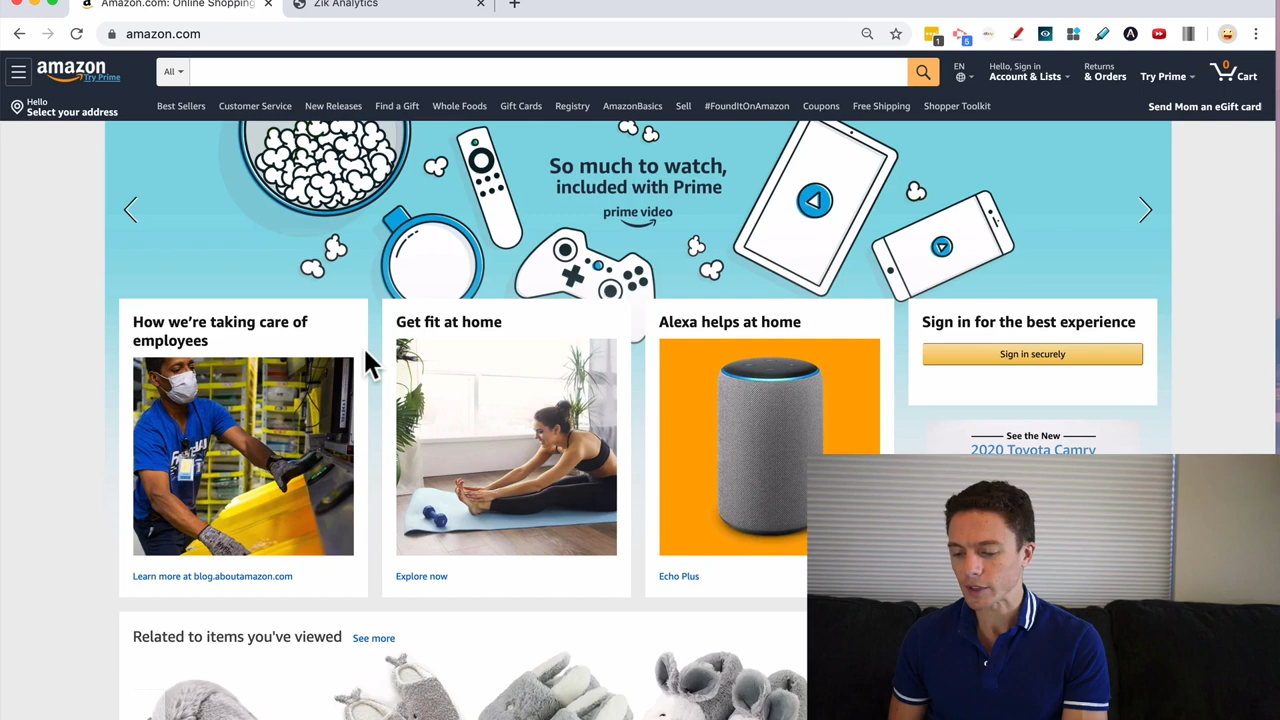 Amazon.com: Online Shopping
Zik Analytics
amazon.com
1
5
amazon
Try Prime
All
EN
Hello, Sign in
Account & Lists
Returns
& Orders
Try Prime
0
Cart
Hello
Select your address
Best Sellers
Customer Service
New Releases
Find a Gift
Whole Foods
Gift Cards
Registry
AmazonBasics
Sell
#FoundItOnAmazon
Coupons
Free Shipping
Shopper Toolkit
Send Mom an eGift card
So much to watch,
included with Prime
prime video
How we're taking care of
employees
Learn more at blog.aboutamazon.com
Get fit at home
Explore now
Alexa helps at home
Echo Plus
Sign in for the best experience
Sign in securely
See the New
2020 Toyota Camry
Related to items you've viewed
See more